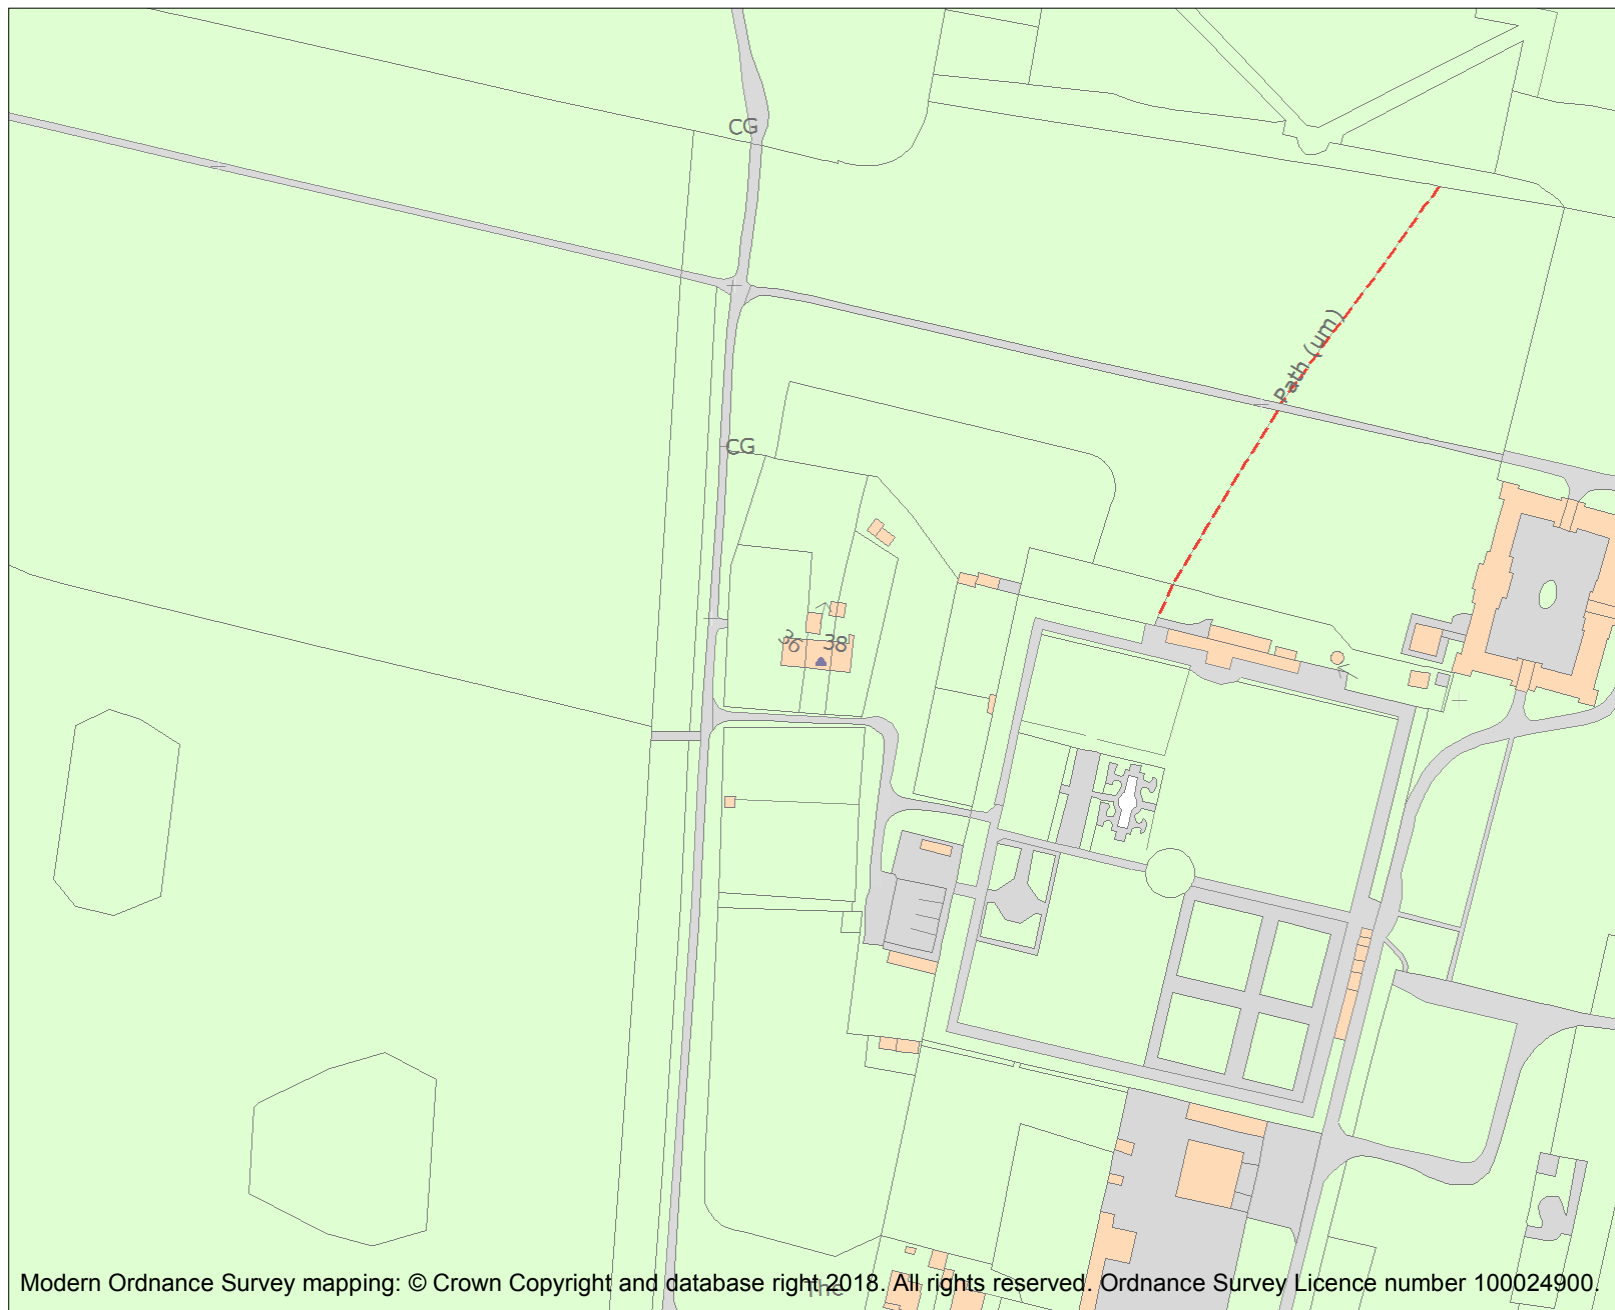 CG
Path (um)
CG
36
38
The
Modern Ordnance Survey mapping: © Crown Copyright and database right 2018. All rights reserved. Ordnance Survey Licence number 100024900.